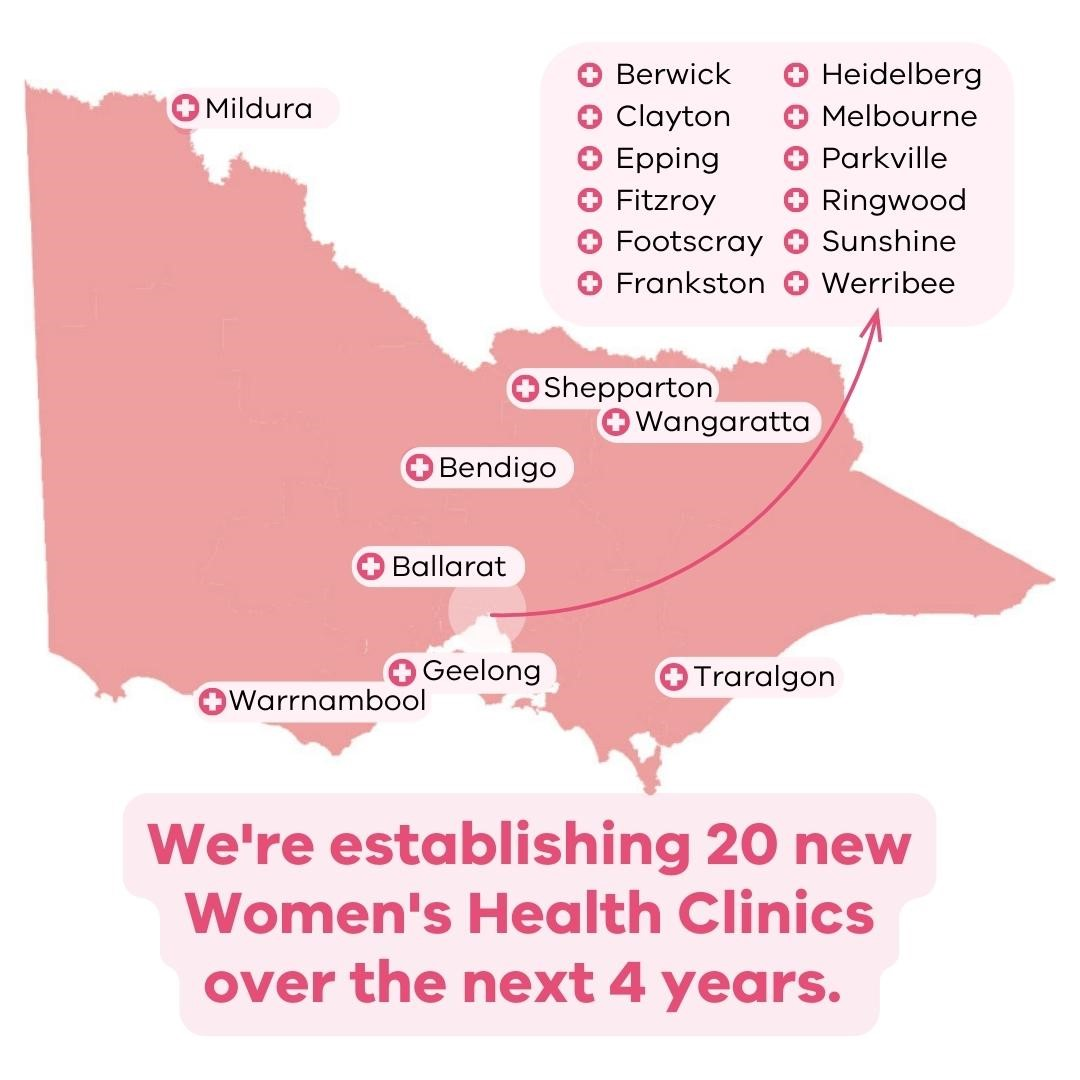 Mildura
Berwick
Clayton
Epping
Fitzroy
Footscray
Frankston
Heidelberg
Melbourne
Parkville
Ringwood
Sunshine
Werribee
Shepparton
Wangaratta
Bendigo
Ballarat
Geelong
Warrnambool
Traralgon
We're establishing 20 new
Women's Health Clinics
over the next 4 years.